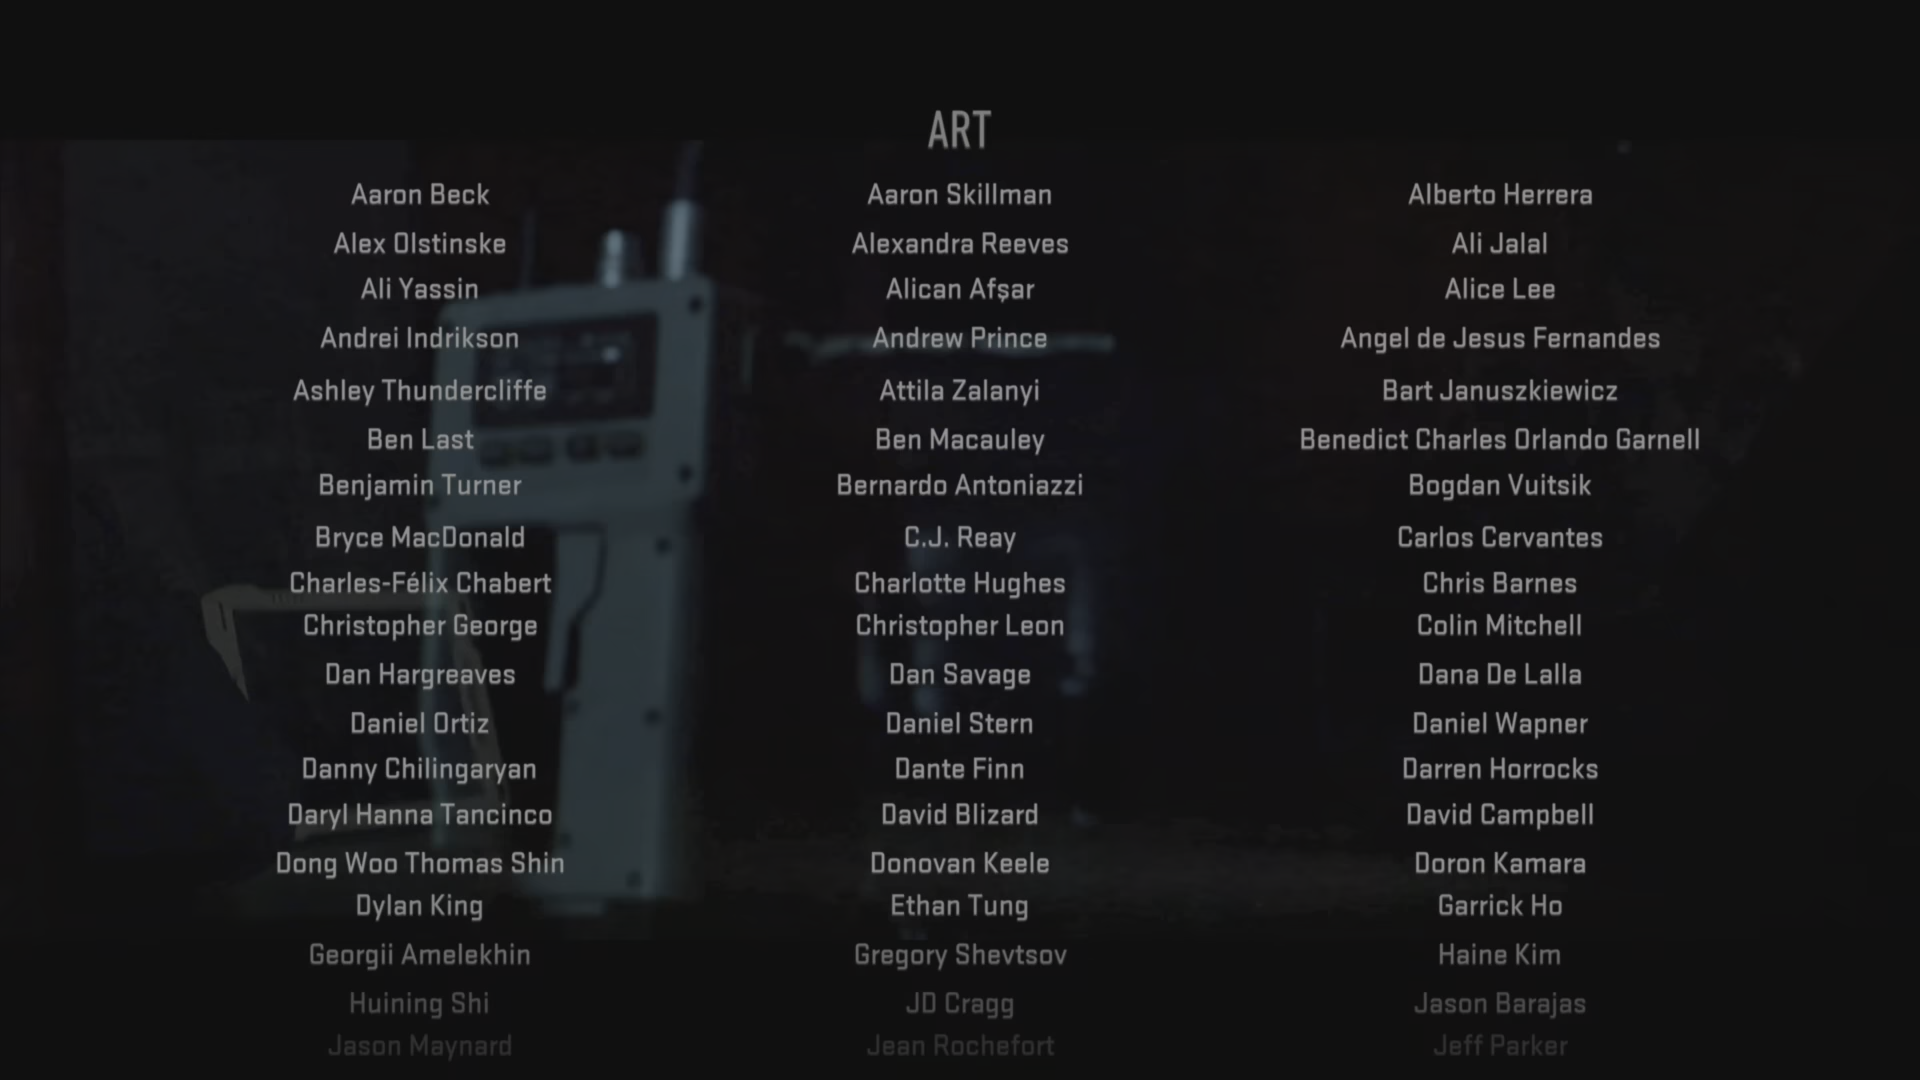 ART
Aaron Beck Aaron Skillman Alberto Herrera
Alex Olstinske Alexandra Reeves Ali Jalal
Ali Yassin Alican Afşar Alice Lee
Andrei Indrikson Andrew Prince Angel de Jesus Fernandes
Ashley Thundercliffe Attila Zalanyi Bart Januszkiewicz
Ben Last Ben Macauley Benedict Charles Orlando Garnell
Benjamin Turner Bernardo Antoniazzi Bogdan Vuitsik
Bryce MacDonald C.J. Reay Carlos Cervantes
Charles-Félix Chabert Charlotte Hughes Chris Barnes
Christopher George Christopher Leon Colin Mitchell
Dan Hargreaves Dan Savage Dana De Lalla
Daniel Ortiz Daniel Stern Daniel Wapner
Danny Chilingaryan Dante Finn Darren Horrocks
Daryl Hanna Tancinco David Blizard David Campbell
Dong Woo Thomas Shin Donovan Keele Doron Kamara
Dylan King Ethan Tung Garrick Ho
Georgii Amelekhin Gregory Shevtsov Haine Kim
Huining Shi JD Cragg Jason Barajas
Jason Maynard Jean Rochefort Jeff Parker